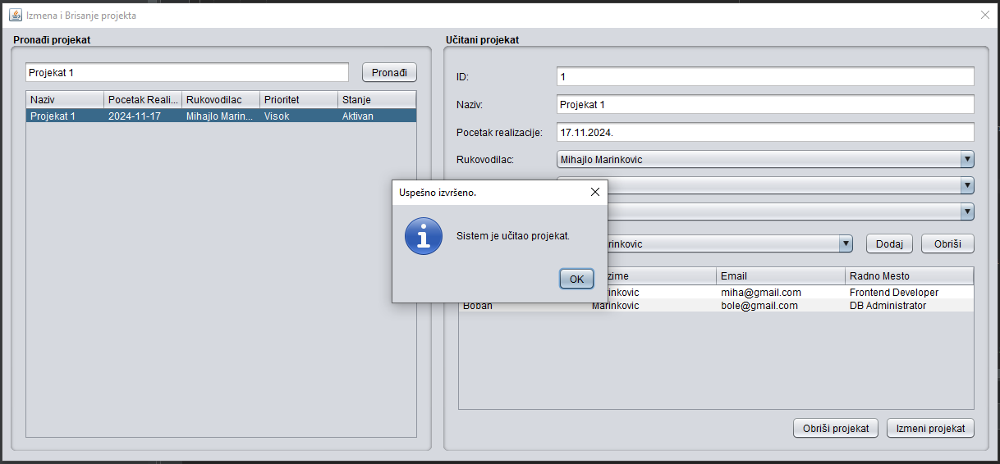 Izmena i Brisanje projekta
Pronađi projekat
Projekat 1
Pronađi
Naziv Pocetak Reali... Rukovodilac Prioritet Stanje
Projekat 1 2024-11-17 Mihajlo Marin... Visok Aktivan
Učitani projekat
ID: 1
Naziv: Projekat 1
Pocetak realizacije: 17.11.2024.
Rukovodilac: Mihajlo Marinkovic
Uspešno izvršeno.
Sistem je učitao projekat.
OK
Dodaj
Obriši
Email Radno Mesto
miha@gmail.com Frontend Developer
Boban Marinkovic bole@gmail.com DB Administrator
Obriši projekat
Izmeni projekat